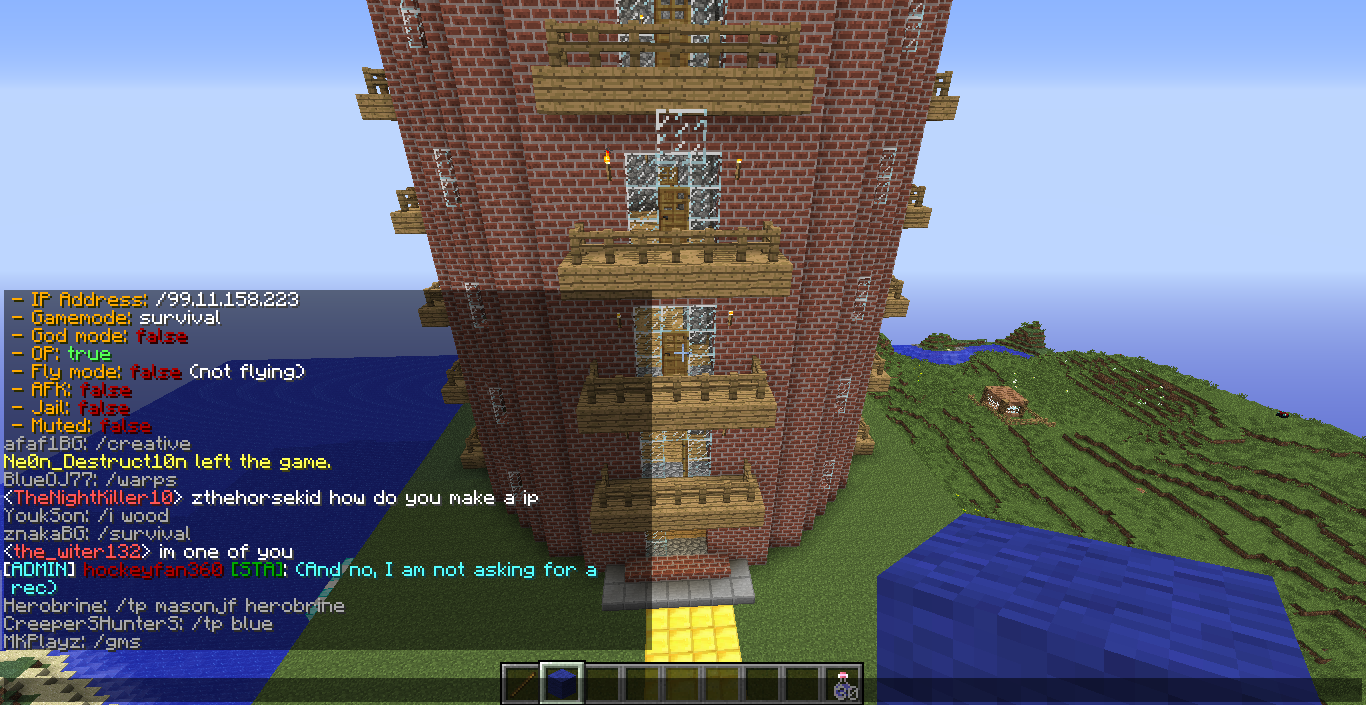 - IP Address: /99.11.158.223
- Gamemode: survival
- God mode: false
- OP: true
- Fly mode: false (not flying)
- AFK: false
- Jail: false
- Muted: false
afaf1BG: /creative
Ne0n_Destruct10n left the game.
BlueOJ77: /warps
<TheNightKiller10> zthehorsekid how do you make a ip
YoukSon: /i wood
znakaBG: /survival
<the_witer132> im one of you
[ADMIN] hockeyfan360 [STA]: (And no, I am not asking for a
rec)
Herobrine: /tp masonjf herobrine
CreeperSHunterS: /tp blue
MKPlayz: /gms